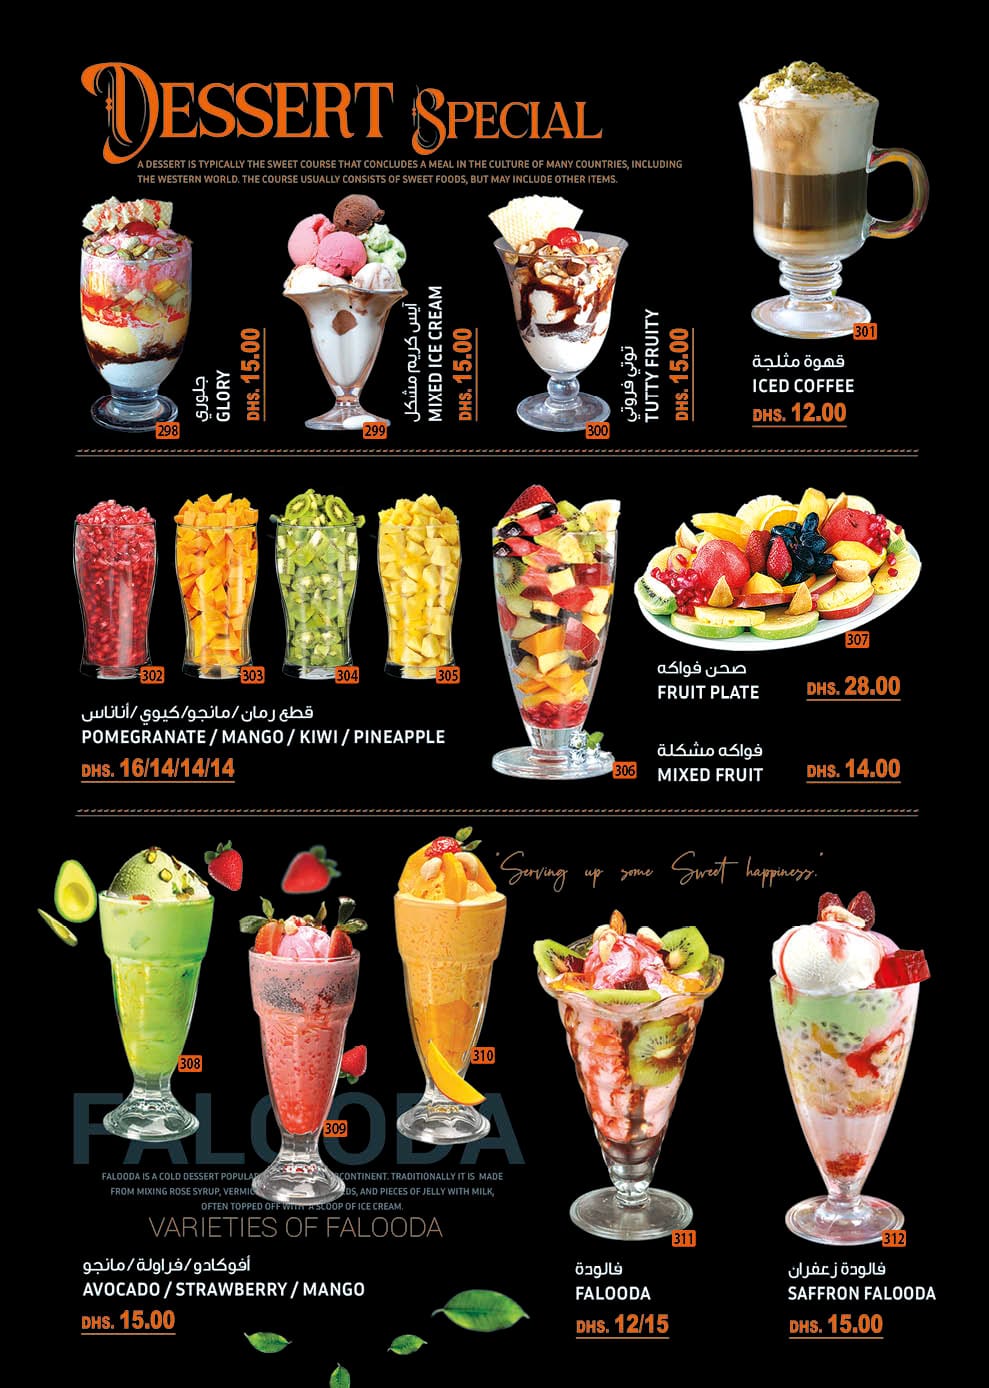 DESSERT SPECIAL
A DESSERT IS TYPICALLY THE SWEET COURSE THAT CONCLUDES A MEAL IN THE CULTURE OF MANY COUNTRIES, INCLUDING
THE WESTERN WORLD. THE COURSE USUALLY CONSISTS OF SWEET FOODS, BUT MAY INCLUDE OTHER ITEMS.
298
جلوري
GLORY
DHS. 15.00
299
آيس كريم مشكل
MIXED ICE CREAM
DHS. 15.00
300
توتي فروتي
TUTTY FRUITY
DHS. 15.00
301
قهوة مثلجة
ICED COFFEE
DHS. 12.00
302
303
304
305
قطع رمان/مانجو/كيوي/أناناس
POMEGRANATE / MANGO / KIWI / PINEAPPLE
DHS. 16/14/14/14
306
307
صحن فواكه
FRUIT PLATE
DHS. 28.00
فواكه مشكلة
MIXED FRUIT
DHS. 14.00
"Serving up some Sweet happiness."
308
309
310
FALOODA
FALOODA IS A COLD DESSERT POPULAR CONTINENT. TRADITIONALLY IT IS MADE
FROM MIXING ROSE SYRUP, AND PIECES OF JELLY WITH MILK,
OFTEN TOPPED OFF WITH A SCOOP OF ICE CREAM.
VARIETIES OF FALOODA
أفوكادو/فراولة/مانجو
AVOCADO / STRAWBERRY / MANGO
DHS. 15.00
311
فالودة
FALOODA
DHS. 12/15
312
فالودة زعفران
SAFFRON FALOODA
DHS. 15.00